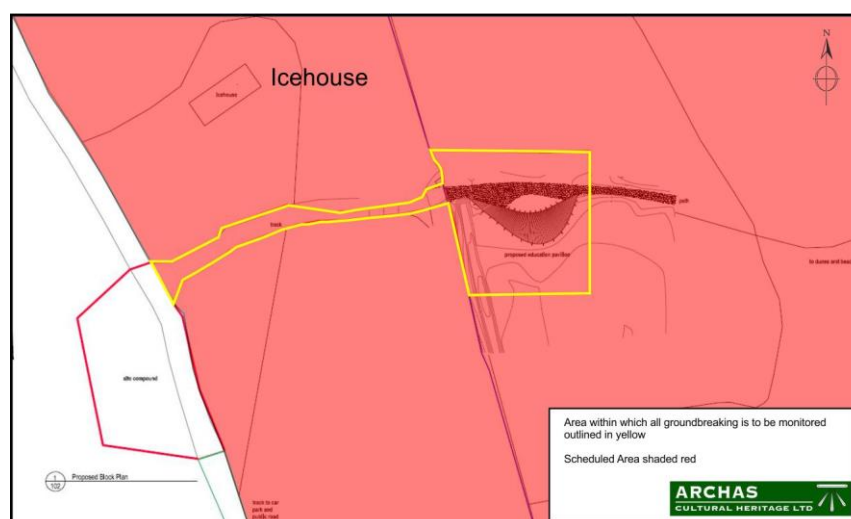 N
Icehouse
Icehouse
track
path
proposed education pavilion
to dunes and beach
site compound
1
102
Proposed Block Plan
track to car
park and
public road
Area within which all groundbreaking is to be monitored
outlined in yellow
Scheduled Area shaded red
ARCHAS
CULTURAL HERITAGE LTD